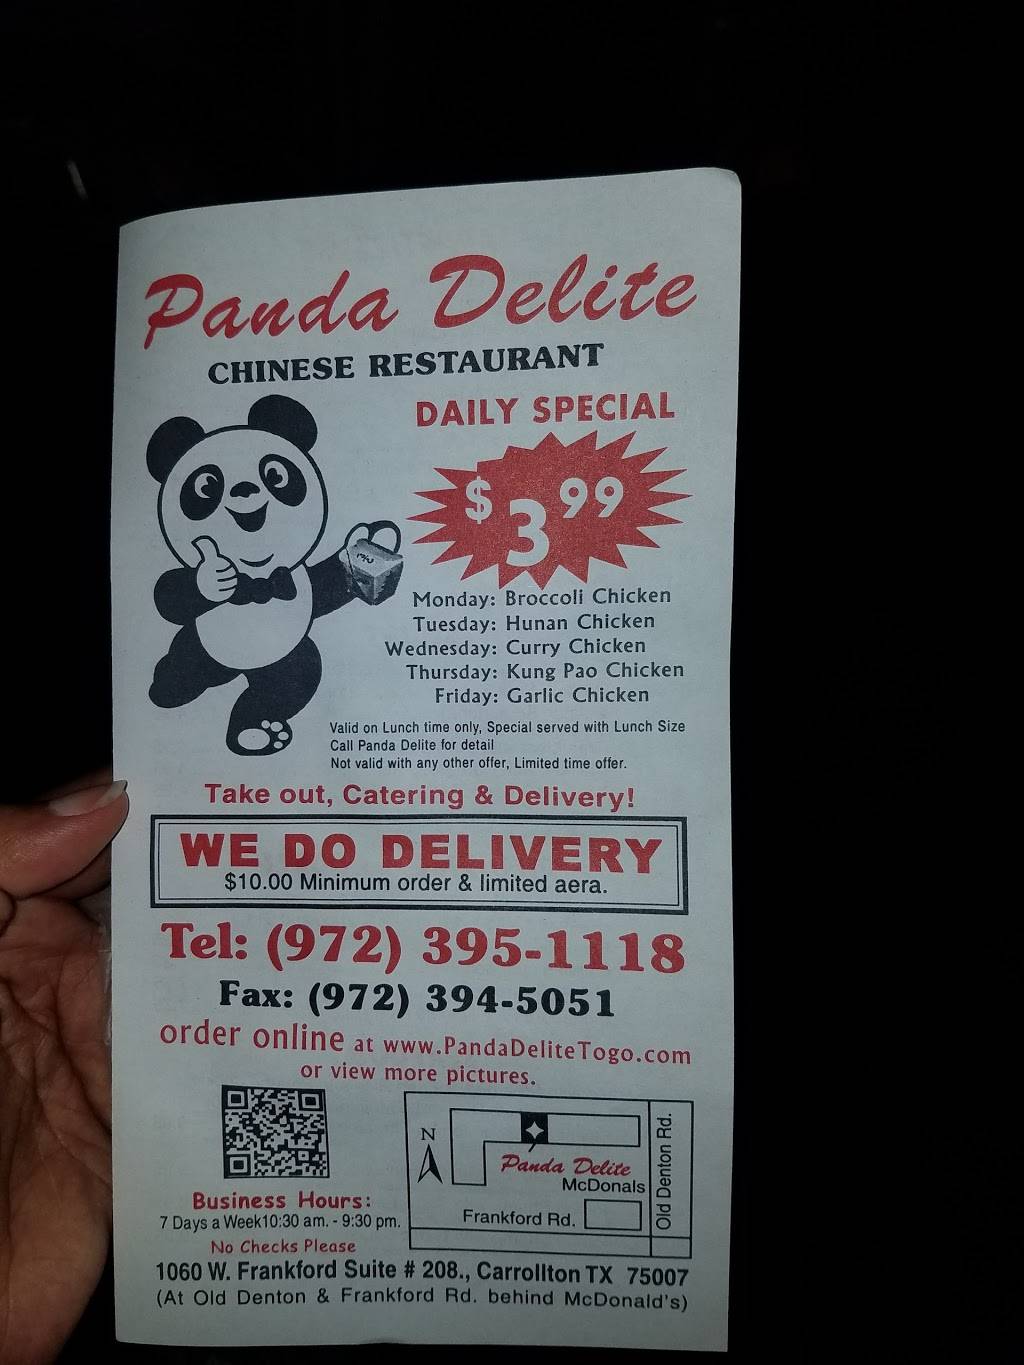 Panda Delite
CHINESE RESTAURANT
DAILY SPECIAL
$3.99
Monday: Broccoli Chicken
Tuesday: Hunan Chicken
Wednesday: Curry Chicken
Thursday: Kung Pao Chicken
Friday: Garlic Chicken
Valid on Lunch time only, Special served with Lunch Size
Call Panda Delite for detail
Not valid with any other offer, Limited time offer.
Take out, Catering & Delivery!
WE DO DELIVERY
$10.00 Minimum order & limited aera.
Tel: (972) 395-1118
Fax: (972) 394-5051
order online at www.PandaDeliteTogo.com
or view more pictures.
N
Panda Delite
McDonals
Frankford Rd.
Old Denton Rd.
Business Hours:
7 Days a Week10:30 am. - 9:30 pm.
No Checks Please
1060 W. Frankford Suite # 208., Carrollton TX 75007
(At Old Denton & Frankford Rd. behind McDonald's)